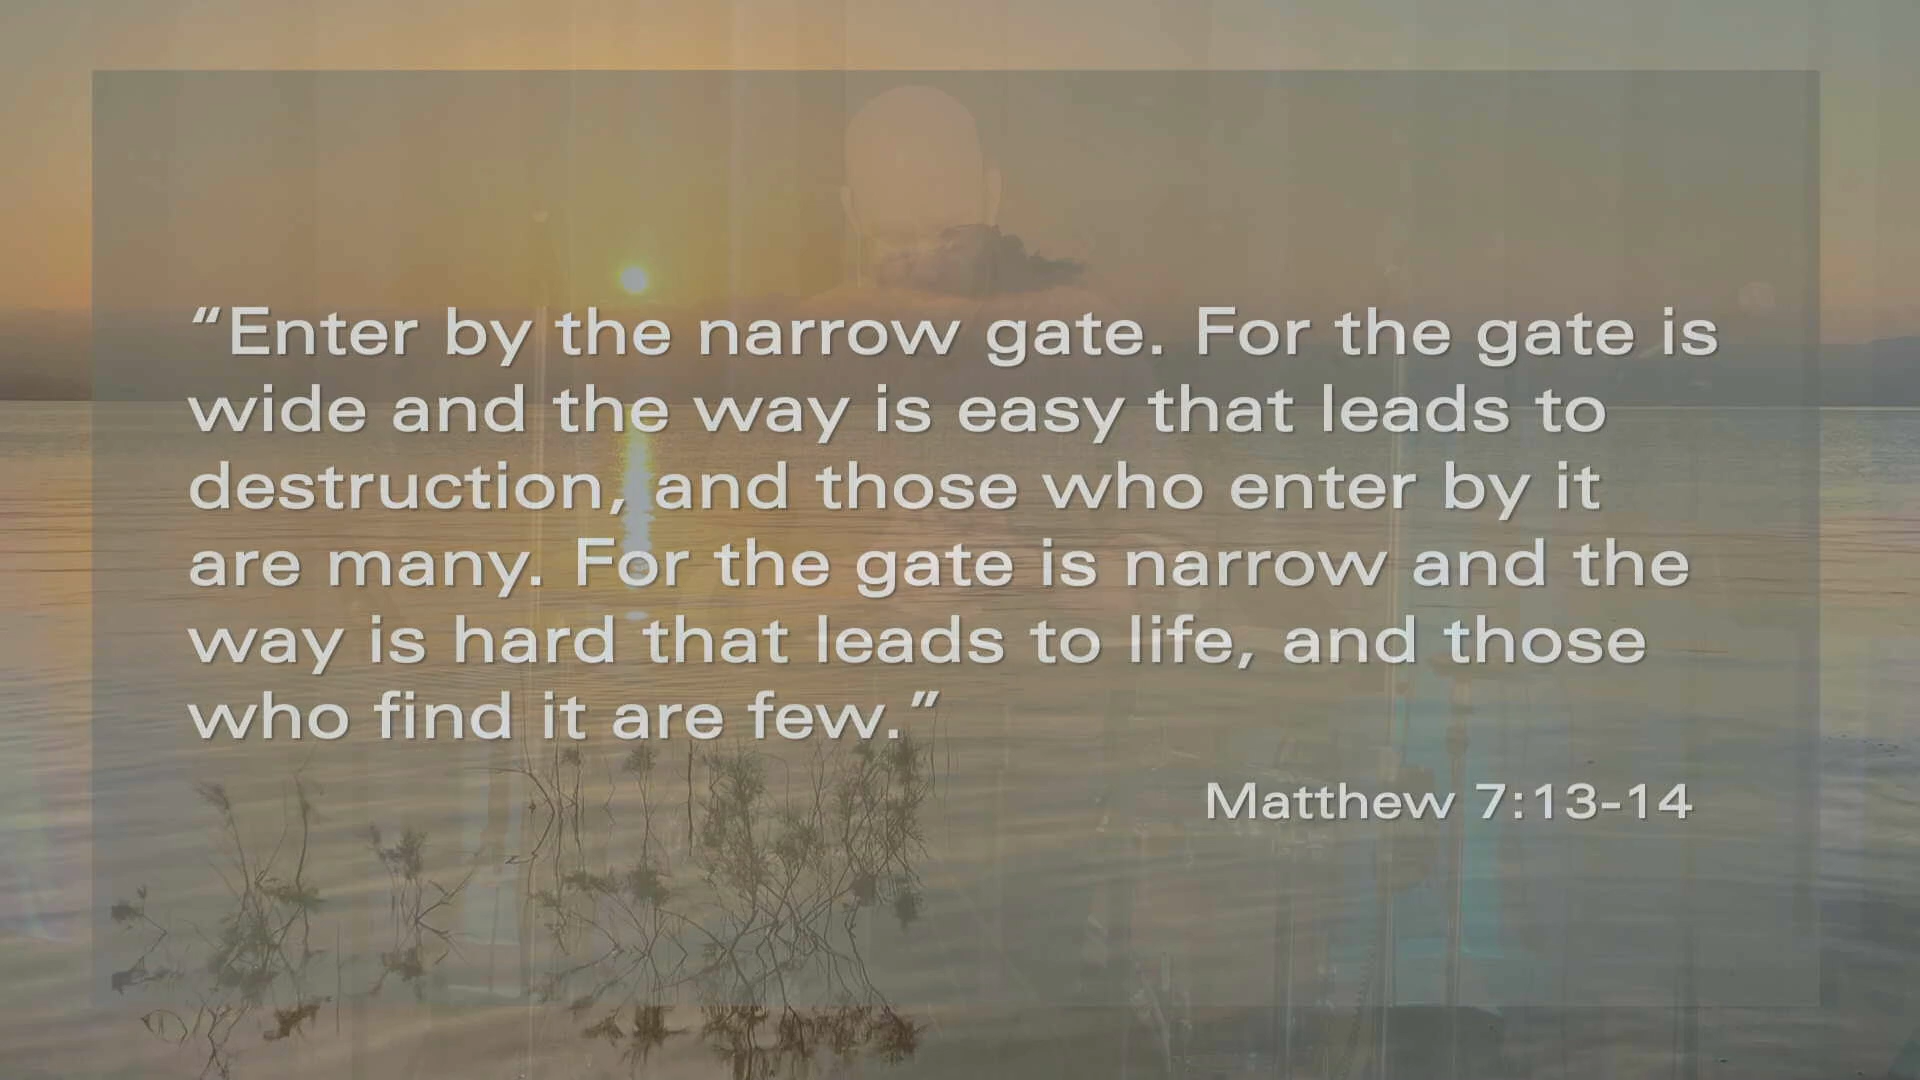 “Enter by the narrow gate. For the gate is
wide and the way is easy that leads to
destruction, and those who enter by it
are many. For the gate is narrow and the
way is hard that leads to life, and those
who find it are few.”
Matthew 7:13-14